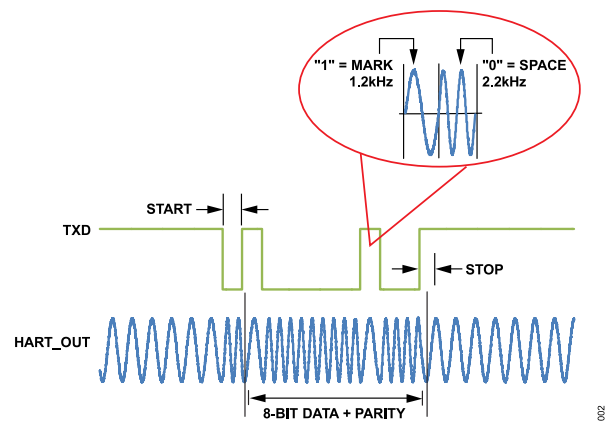 "1" = MARK
1.2kHz
"0" = SPACE
2.2kHz
START
TXD
STOP
HART_OUT
8-BIT DATA + PARITY
002